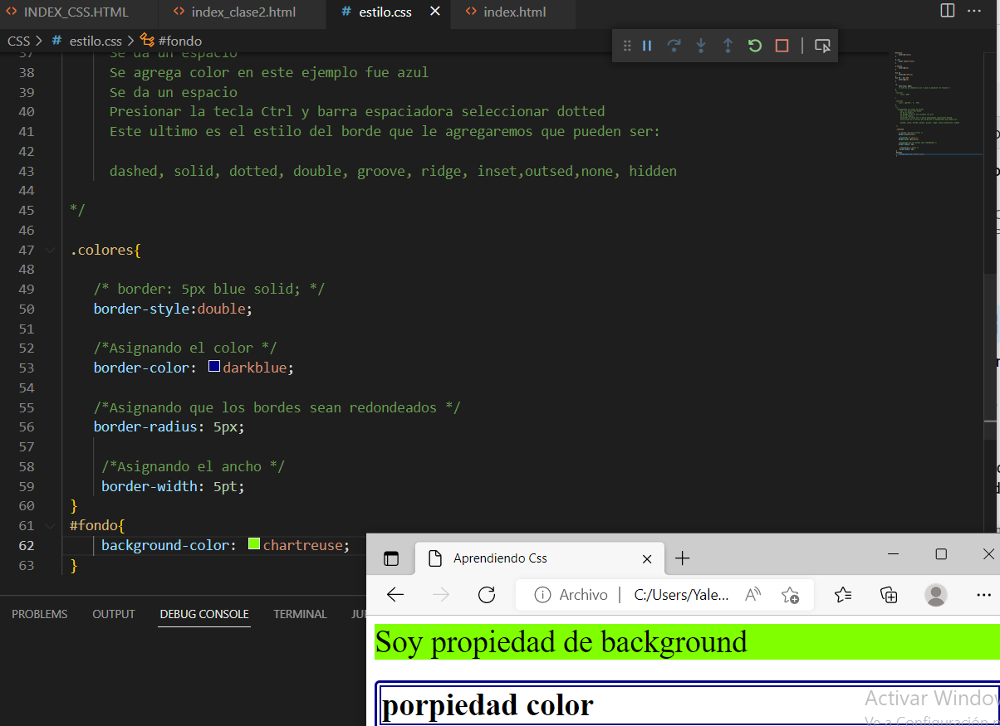 INDEX_CSS.HTML index_clase2.html # estilo.css index.html
CSS > # estilo.css > #fondo
37 Se da un espacio
38 Se agrega color en este ejemplo fue azul
39 Se da un espacio
40 Presionar la tecla Ctrl y barra espaciadora seleccionar dotted
41 Este ultimo es el estilo del borde que le agregaremos que pueden ser:
42
43 dashed, solid, dotted, double, groove, ridge, inset,outsed,none, hidden
44
45 */
46
47 .colores{
48
49 /* border: 5px blue solid; */
50 border-style:double;
51
52 /*Asignando el color */
53 border-color: darkblue;
54
55 /*Asignando que los bordes sean redondeados */
56 border-radius: 5px;
57
58 /*Asignando el ancho */
59 border-width: 5pt;
60 }
61 #fondo{
62 background-color: chartreuse;
63 }
PROBLEMS OUTPUT DEBUG CONSOLE TERMINAL JU
Aprendiendo Css
Archivo | C:/Users/Yale...
Soy propiedad de background
porpiedad color
Activar Windo
Ve a Configuración